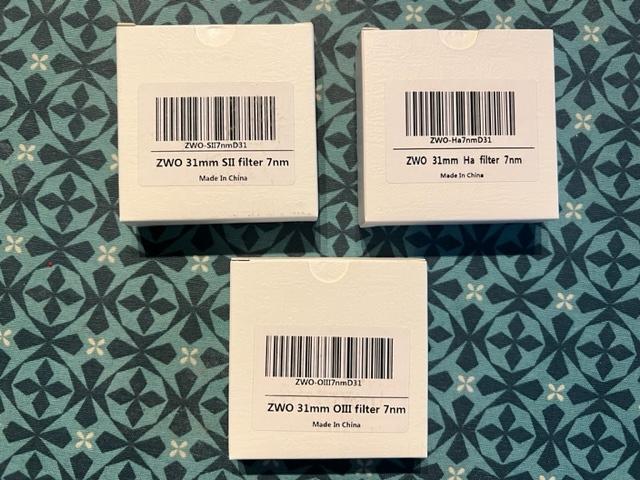 ZWO-SII7nmD31
ZWO 31mm SII filter 7nm
Made In China
ZWO-Ha7nmD31
ZWO 31mm Ha filter 7nm
Made In China
ZWO-OIII7nmD31
ZWO 31mm OIII filter 7nm
Made In China